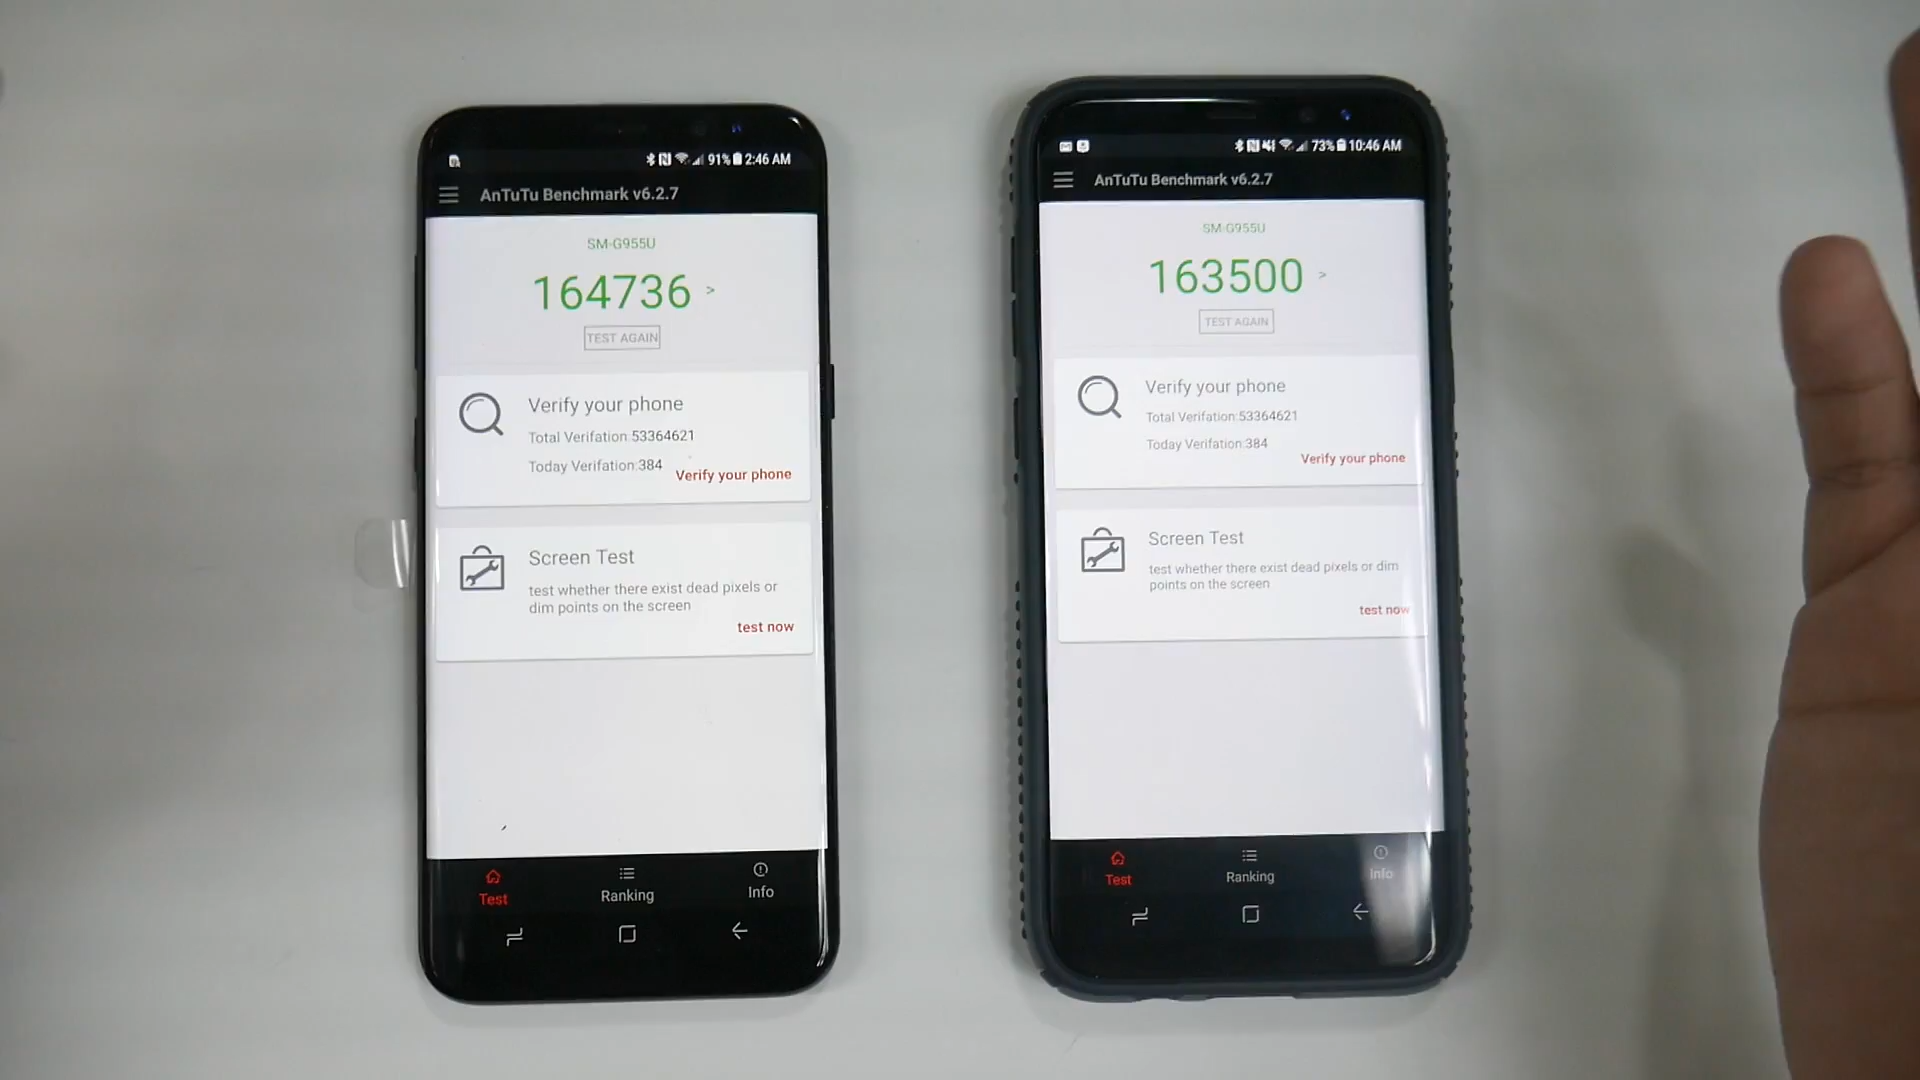 91% 2:46 AM
AnTuTu Benchmark v6.2.7
SM-G955U
164736 >
TEST AGAIN
Verify your phone
Total Verifation:53364621
Today Verifation:384
Verify your phone
Screen Test
test whether there exist dead pixels or
dim points on the screen
test now
Test
Ranking
Info
73% 10:46 AM
AnTuTu Benchmark v6.2.7
SM-G955U
163500 >
TEST AGAIN
Verify your phone
Total Verifation:53364621
Today Verifation:384
Verify your phone
Screen Test
test whether there exist dead pixels or dim
points on the screen
test now
Test
Ranking
Info